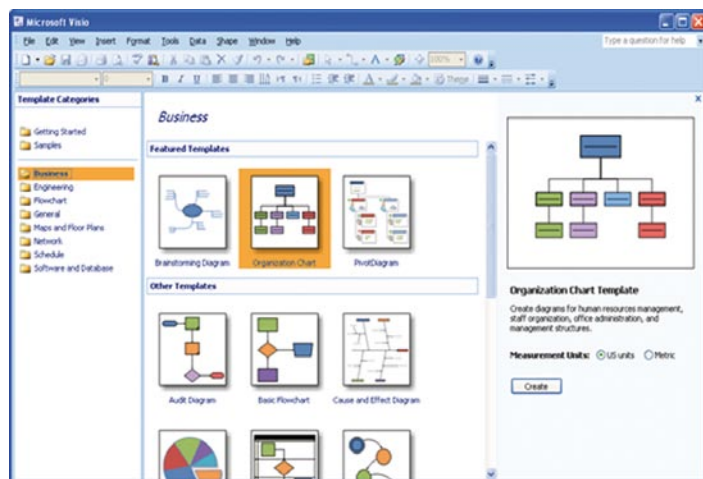 Microsoft Visio
File Edit View Insert Format Tools Data Shape Window Help
Type a question for help
100%
B I U
Theme
Template Categories
Getting Started
Samples
Business
Engineering
Flowchart
General
Maps and Floor Plans
Network
Schedule
Software and Database
Business
Featured Templates
Brainstorming Diagram Organization Chart PivotDiagram
Other Templates
Audit Diagram Basic Flowchart Cause and Effect Diagram
Organization Chart Template
Create diagrams for human resources management,
staff organization, office administration, and
management structures.
Measurement Units: US units Metric
Create